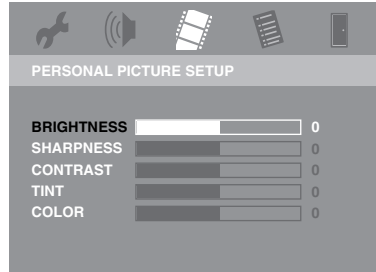 PERSONAL PICTURE SETUP
BRIGHTNESS 0
SHARPNESS 0
CONTRAST 0
TINT 0
COLOR 0